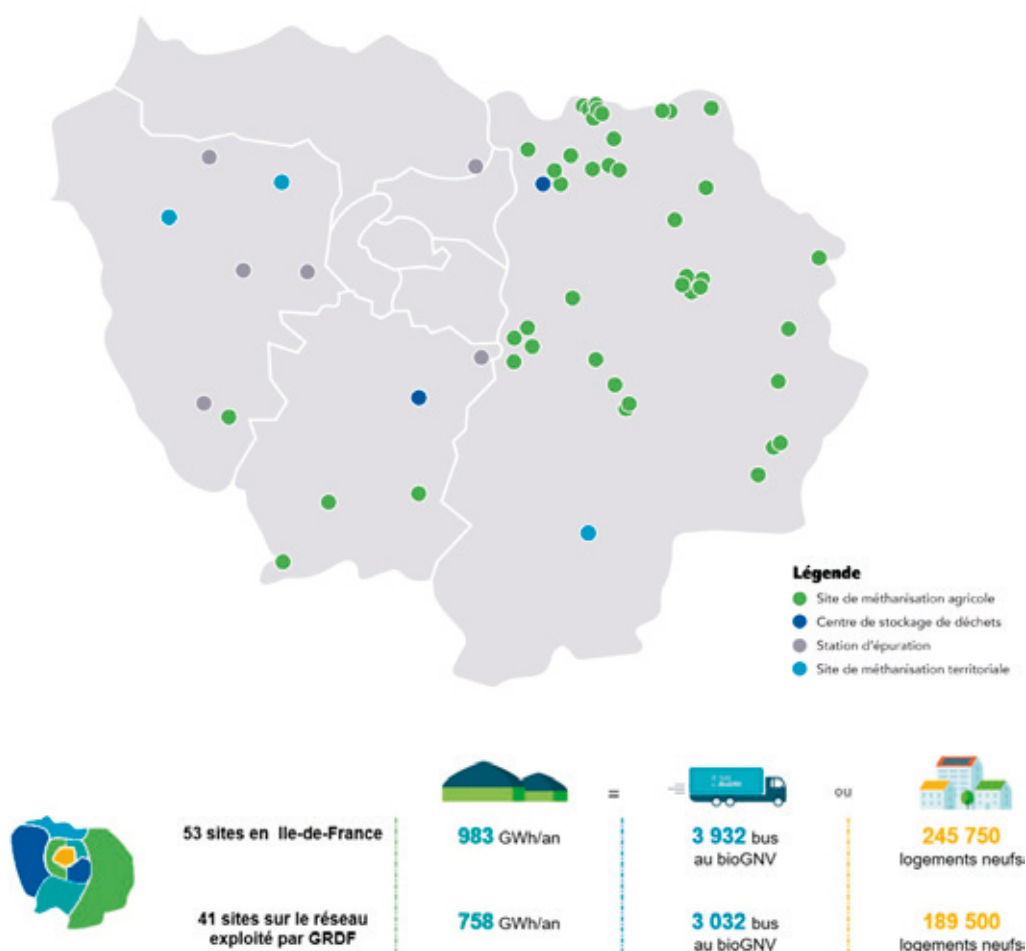 Légende
Site de méthanisation agricole
Centre de stockage de déchets
Station d'épuration
Site de méthanisation territoriale
53 sites en Ile-de-France
983 GWh/an
=
3 932 bus
au bioGNV
ou
245 750
logements neufs
41 sites sur le réseau
exploité par GRDF
758 GWh/an
3 032 bus
au bioGNV
189 500
logements neufs